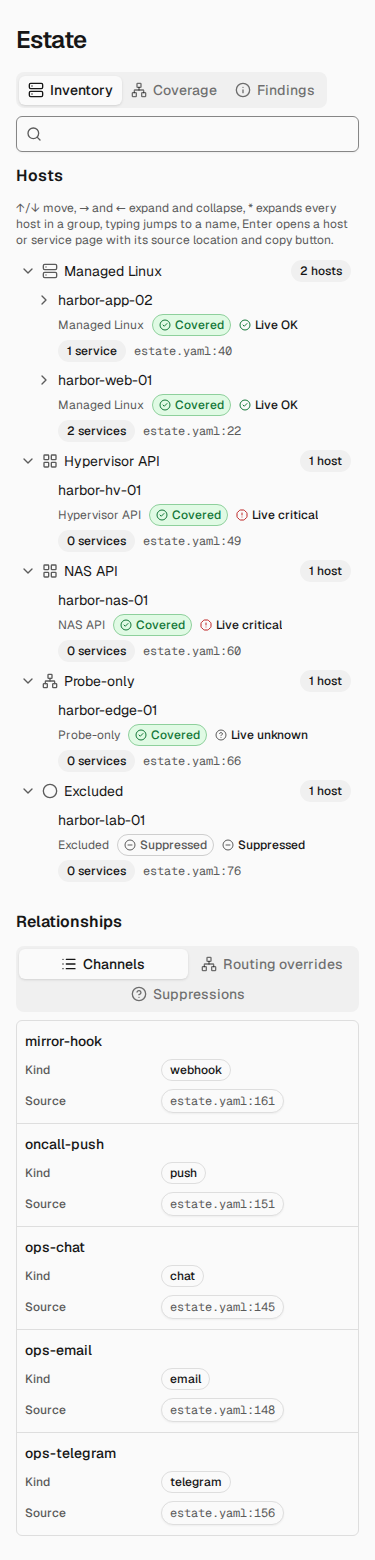 Estate
Inventory Coverage Findings
Hosts
↑/↓ move, → and ← expand and collapse, * expands every
host in a group, typing jumps to a name, Enter opens a host
or service page with its source location and copy button.
Managed Linux 2 hosts
harbor-app-02
Managed Linux Covered Live OK
1 service estate.yaml:40
harbor-web-01
Managed Linux Covered Live OK
2 services estate.yaml:22
Hypervisor API 1 host
harbor-hv-01
Hypervisor API Covered Live critical
0 services estate.yaml:49
NAS API 1 host
harbor-nas-01
NAS API Covered Live critical
0 services estate.yaml:60
Probe-only 1 host
harbor-edge-01
Probe-only Covered Live unknown
0 services estate.yaml:66
Excluded 1 host
harbor-lab-01
Excluded Suppressed Suppressed
0 services estate.yaml:76
Relationships
Channels Routing overrides
Suppressions
mirror-hook
Kind webhook
Source estate.yaml:161
oncall-push
Kind push
Source estate.yaml:151
ops-chat
Kind chat
Source estate.yaml:145
ops-email
Kind email
Source estate.yaml:148
ops-telegram
Kind telegram
Source estate.yaml:156